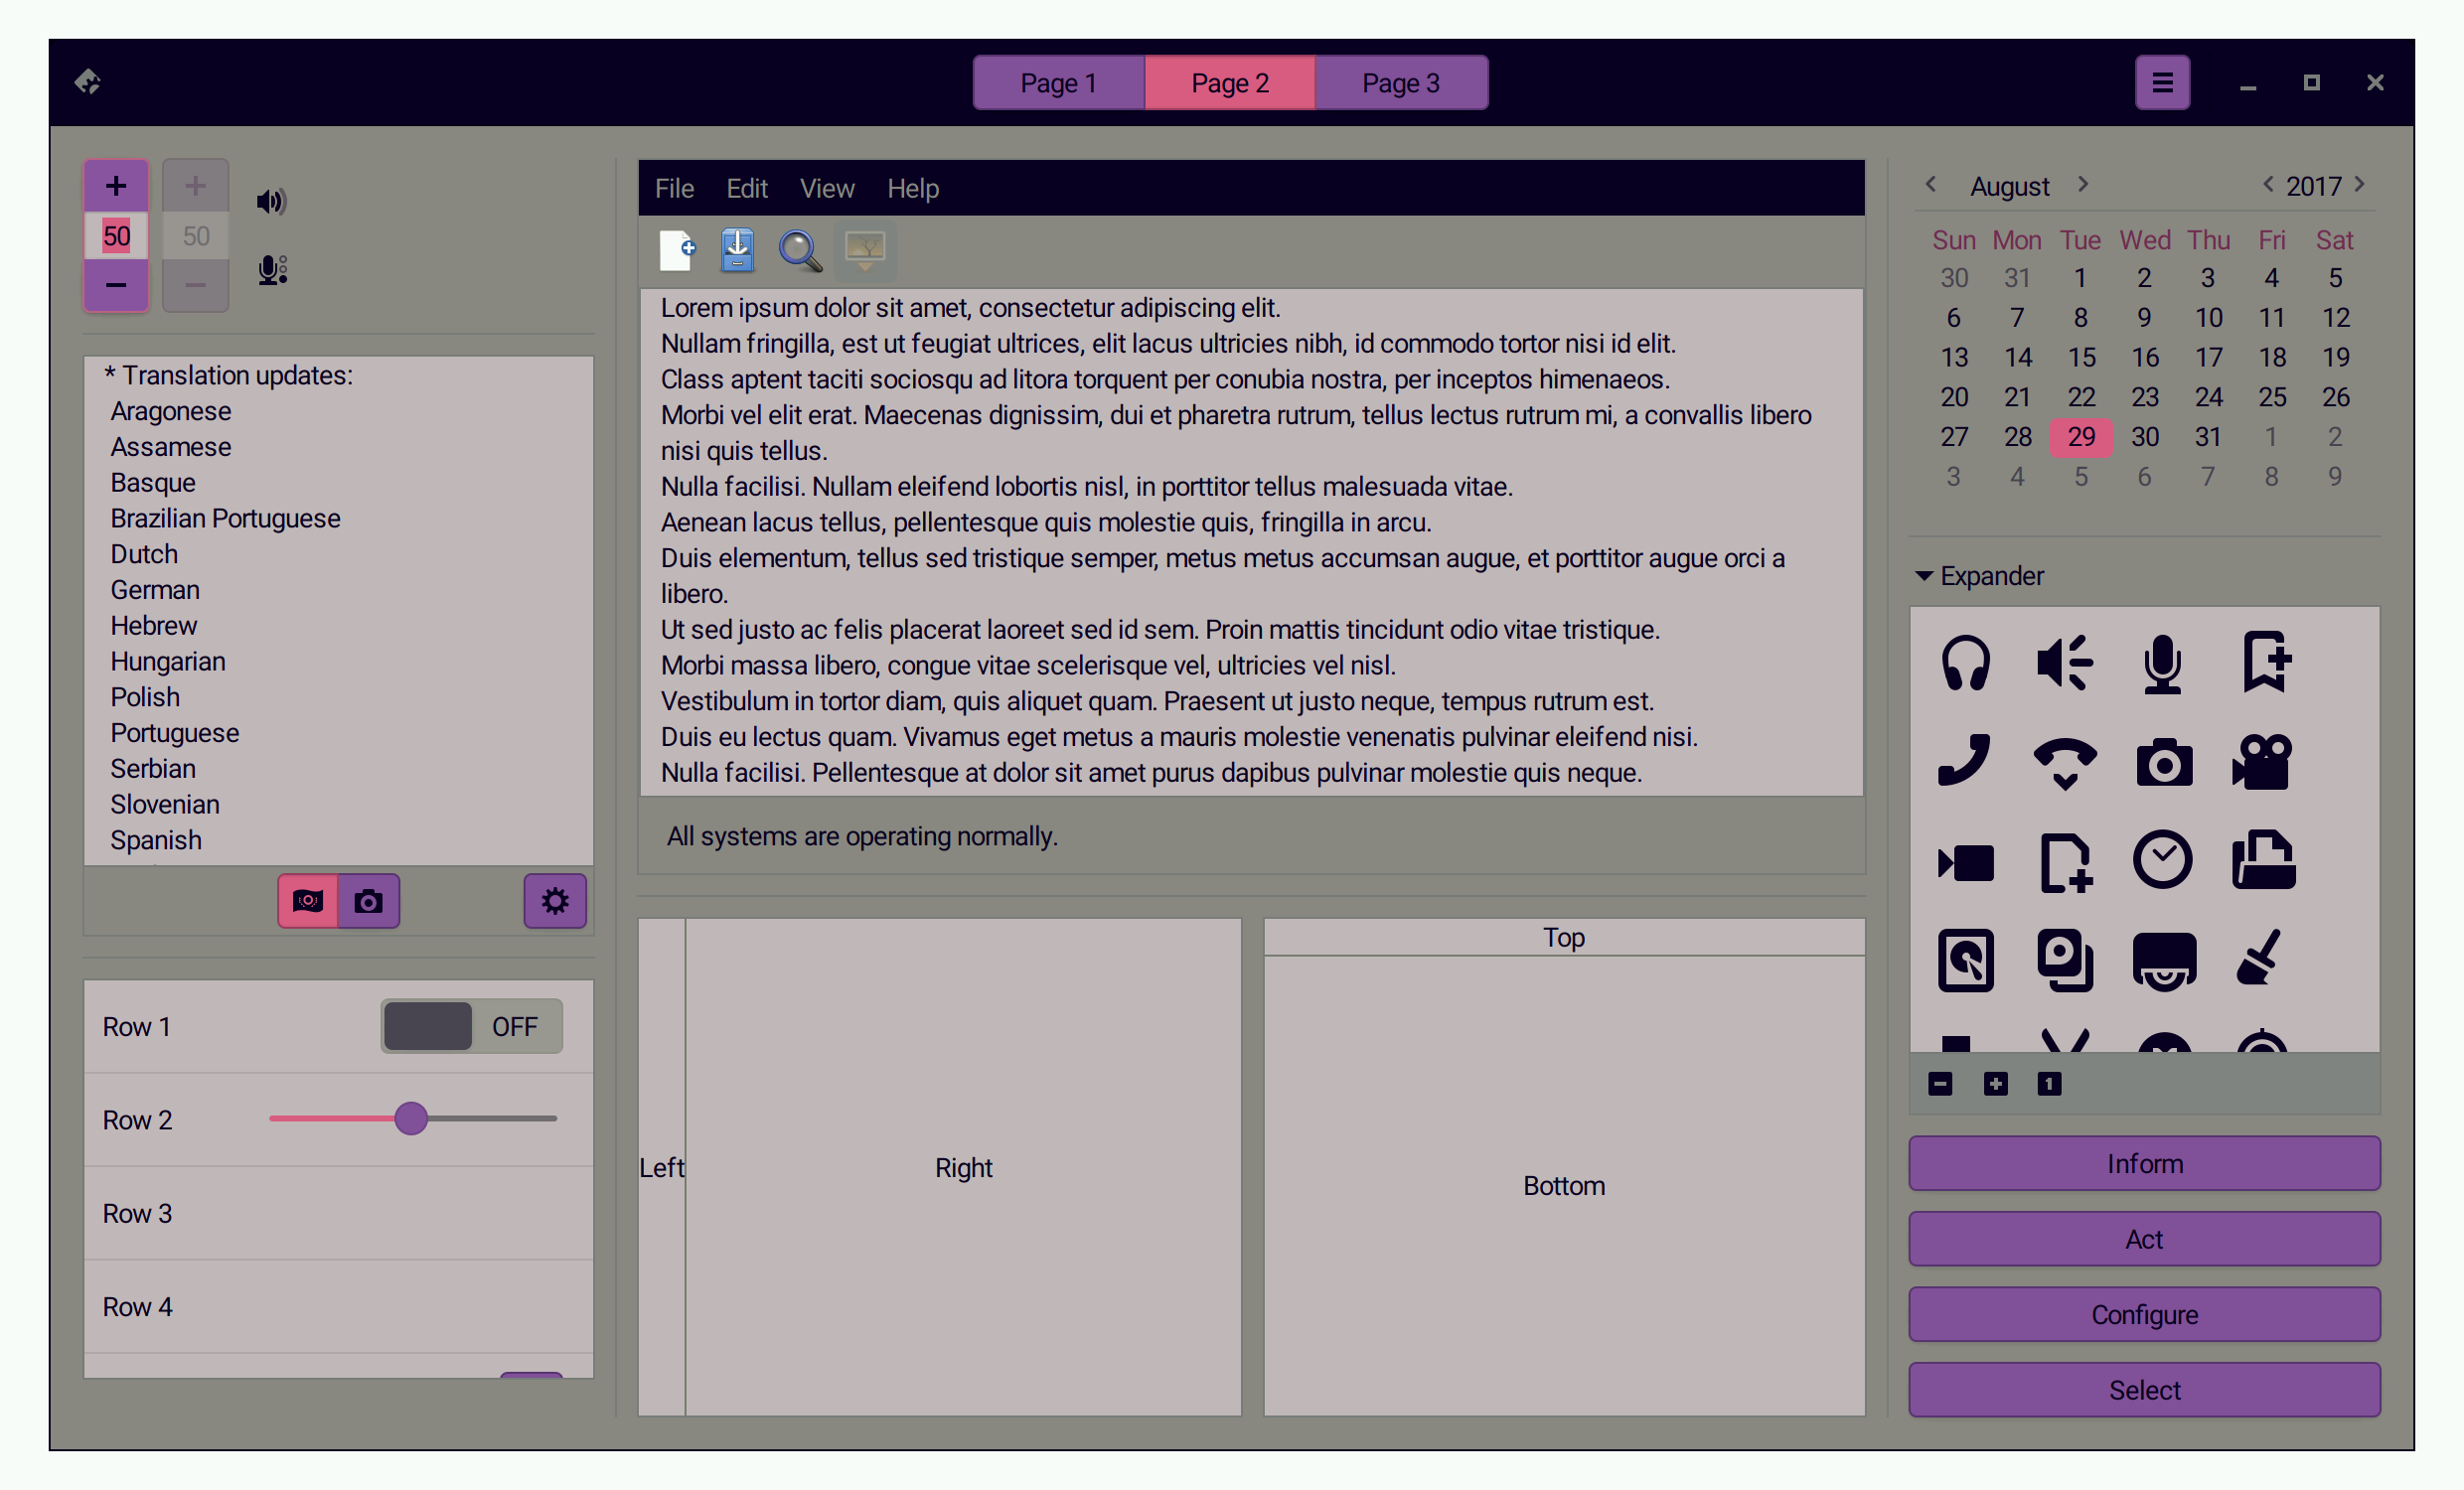 Page 1 Page 2 Page 3
50 50
* Translation updates:
Aragonese
Assamese
Basque
Brazilian Portuguese
Dutch
German
Hebrew
Hungarian
Polish
Portuguese
Serbian
Slovenian
Spanish
Row 1 OFF
Row 2
Row 3
Row 4
File Edit View Help
Lorem ipsum dolor sit amet, consectetur adipiscing elit.
Nullam fringilla, est ut feugiat ultrices, elit lacus ultricies nibh, id commodo tortor nisi id elit.
Class aptent taciti sociosqu ad litora torquent per conubia nostra, per inceptos himenaeos.
Morbi vel elit erat. Maecenas dignissim, dui et pharetra rutrum, tellus lectus rutrum mi, a convallis libero
nisi quis tellus.
Nulla facilisi. Nullam eleifend lobortis nisl, in porttitor tellus malesuada vitae.
Aenean lacus tellus, pellentesque quis molestie quis, fringilla in arcu.
Duis elementum, tellus sed tristique semper, metus metus accumsan augue, et porttitor augue orci a
libero.
Ut sed justo ac felis placerat laoreet sed id sem. Proin mattis tincidunt odio vitae tristique.
Morbi massa libero, congue vitae scelerisque vel, ultricies vel nisl.
Vestibulum in tortor diam, quis aliquet quam. Praesent ut justo neque, tempus rutrum est.
Duis eu lectus quam. Vivamus eget metus a mauris molestie venenatis pulvinar eleifend nisi.
Nulla facilisi. Pellentesque at dolor sit amet purus dapibus pulvinar molestie quis neque.
All systems are operating normally.
Left Right
Top
Bottom
August 2017
Sun Mon Tue Wed Thu Fri Sat
30 31 1 2 3 4 5
6 7 8 9 10 11 12
13 14 15 16 17 18 19
20 21 22 23 24 25 26
27 28 29 30 31 1 2
3 4 5 6 7 8 9
Expander
1
Inform
Act
Configure
Select